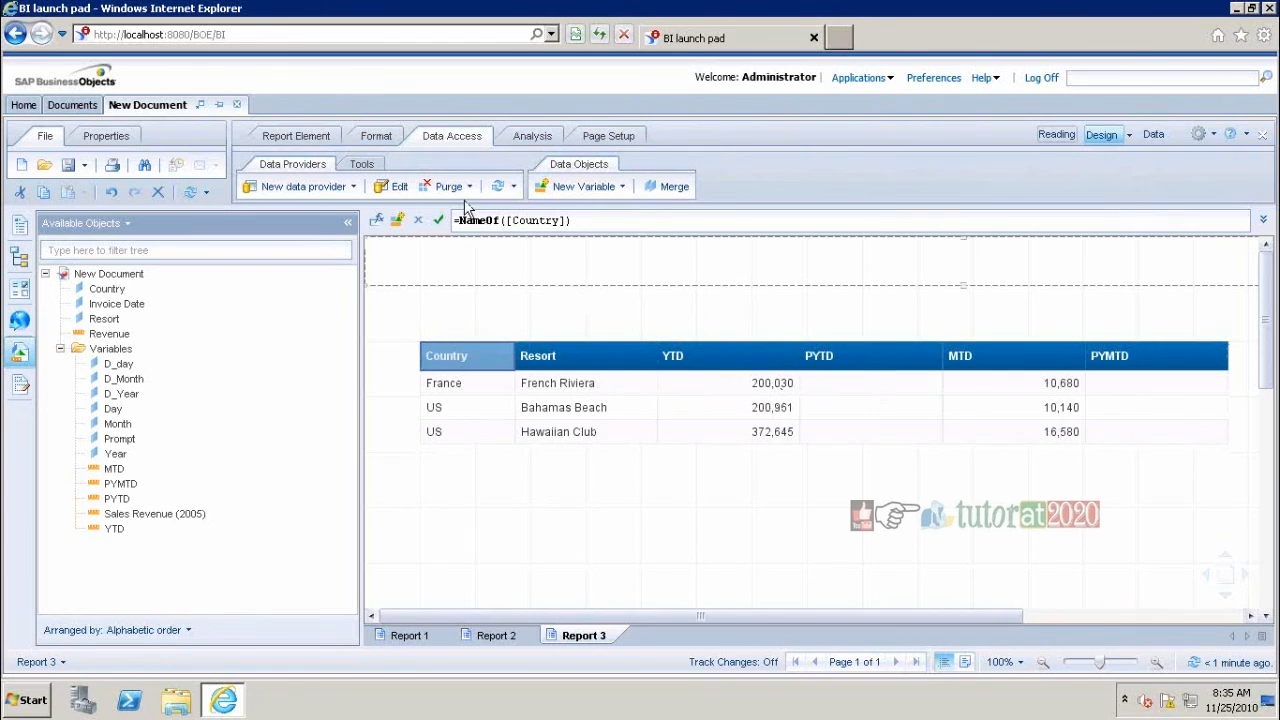 BI launch pad - Windows Internet Explorer
http://localhost:8080/BOE/BI
BI launch pad
SAP BusinessObjects
Welcome: Administrator
Applications
Preferences
Help
Log Off
Home
Documents
New Document
File
Properties
Report Element
Format
Data Access
Analysis
Page Setup
Reading
Design
Data
Data Providers
Tools
Data Objects
New data provider
Edit
Purge
New Variable
Merge
Available Objects
=NameOf([Country])
Type here to filter tree
New Document
Country
Invoice Date
Resort
Revenue
Variables
D_day
D_Month
D_Year
Day
Month
Prompt
Year
MTD
PYMTD
PYTD
Sales Revenue (2005)
YTD
Country Resort YTD PYTD MTD PYMTD
France French Riviera 200,030 10,680
US Bahamas Beach 200,961 10,140
US Hawaiian Club 372,645 16,580
You Tube
tutorat2020
Arranged by: Alphabetic order
Report 1
Report 2
Report 3
Report 3
Track Changes: Off
Page 1 of 1
100%
< 1 minute ago.
Start
8:35 AM
11/25/2010